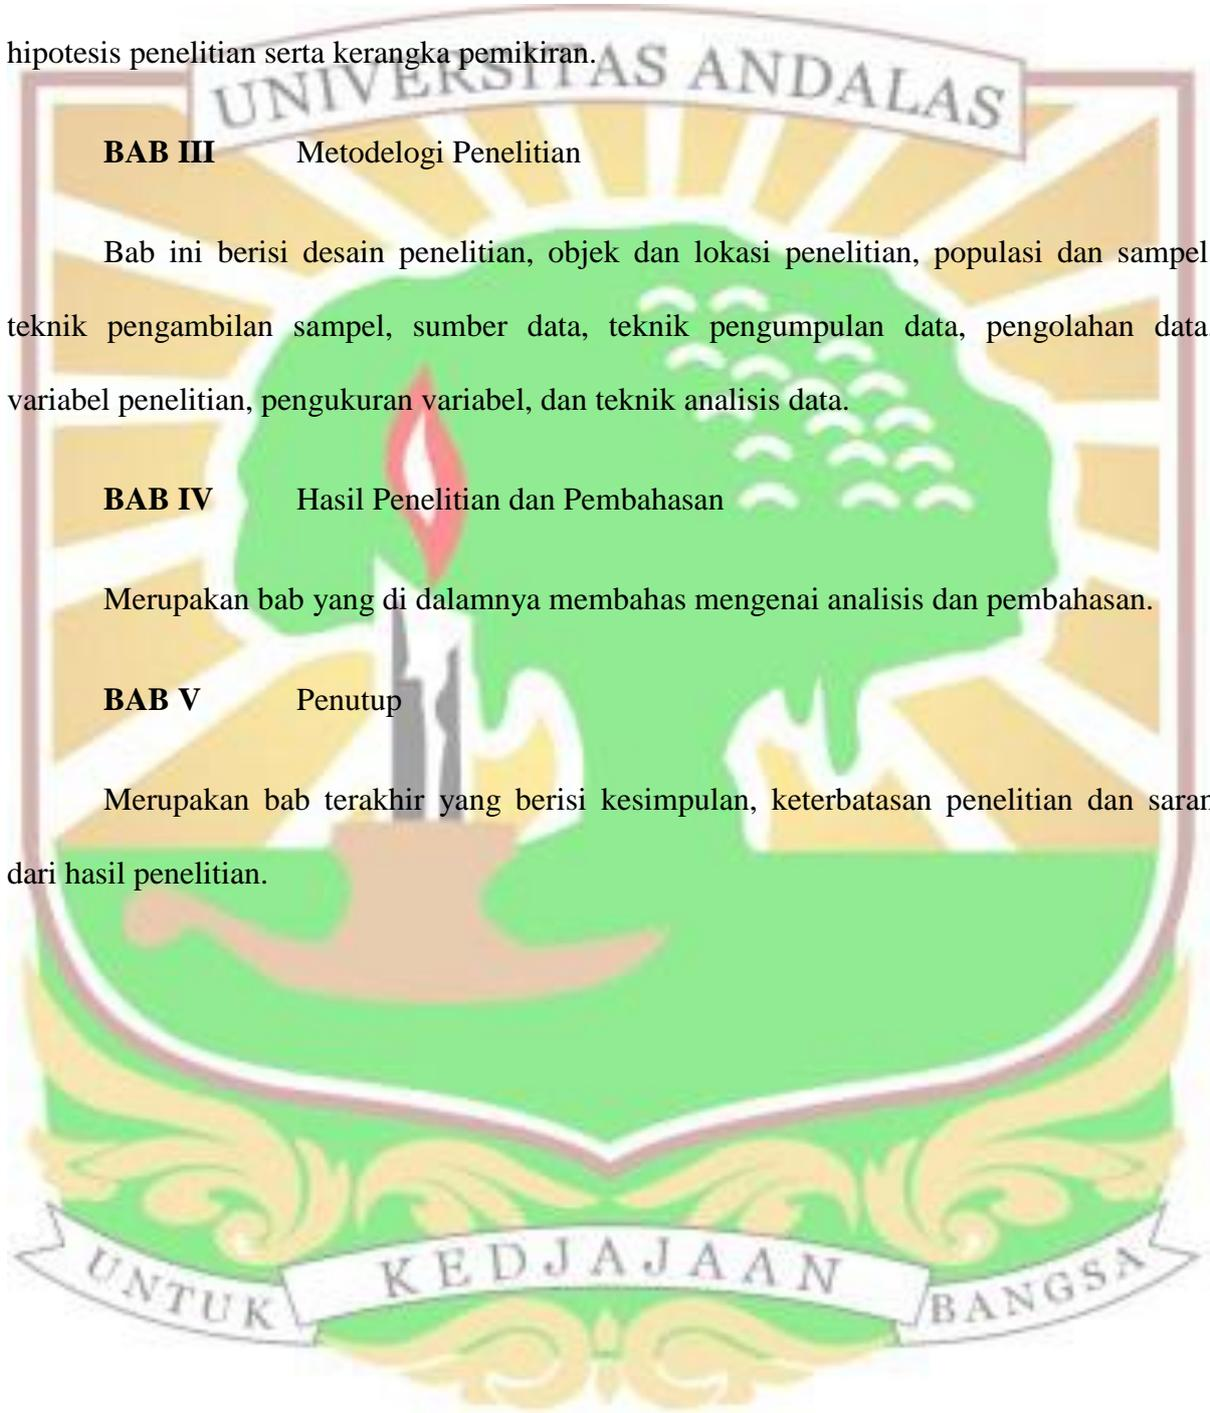 hipotesis penelitian serta kerangka pemikiran.
UNIVERSITAS ANDALAS
BAB III Metodelogi Penelitian
Bab ini berisi desain penelitian, objek dan lokasi penelitian, populasi dan sampel
teknik pengambilan sampel, sumber data, teknik pengumpulan data, pengolahan data,
variabel penelitian, pengukuran variabel, dan teknik analisis data.
BAB IV Hasil Penelitian dan Pembahasan
Merupakan bab yang di dalamnya membahas mengenai analisis dan pembahasan.
BAB V Penutup
Merupakan bab terakhir yang berisi kesimpulan, keterbatasan penelitian dan saran
dari hasil penelitian.
UNTUK KEDJAJAAN BANGSA